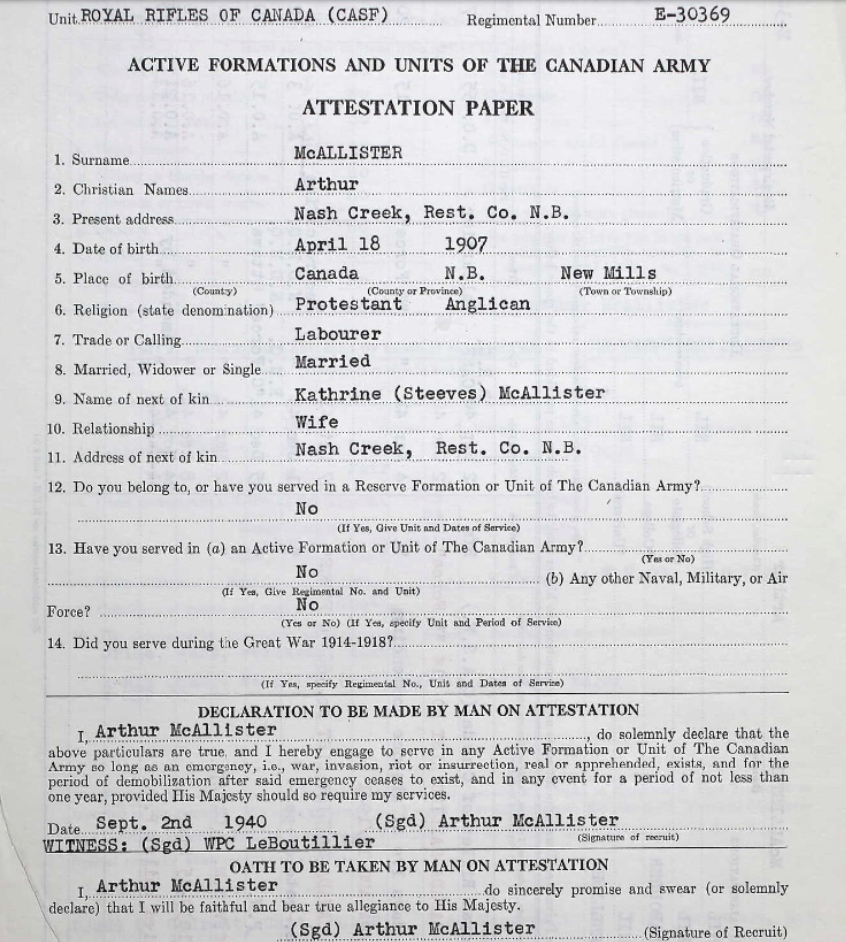 Unit ROYAL RIFLES OF CANADA (CASF) Regimental Number E-30369
ACTIVE FORMATIONS AND UNITS OF THE CANADIAN ARMY
ATTESTATION PAPER
1. Surname McALLISTER
2. Christian Names Arthur
3. Present address Nash Creek, Rest. Co. N.B.
4. Date of birth April 18 1907
5. Place of birth Canada N.B. New Mills
(County) (County or Province) (Town or Township)
6. Religion (state denomination) Protestant Anglican
7. Trade or Calling Labourer
8. Married, Widower or Single Married
9. Name of next of kin Kathrine (Steeves) McAllister
10. Relationship Wife
11. Address of next of kin Nash Creek, Rest. Co. N.B.
12. Do you belong to, or have you served in a Reserve Formation or Unit of The Canadian Army?
No
(If Yes, Give Unit and Dates of Service)
13. Have you served in (a) an Active Formation or Unit of The Canadian Army?
(Yes or No)
No (b) Any other Naval, Military, or Air
(If Yes, Give Regimental No. and Unit)
Force? No
(Yes or No) (If Yes, specify Unit and Period of Service)
14. Did you serve during the Great War 1914-1918?
(If Yes, specify Regimental No., Unit and Dates of Service)
DECLARATION TO BE MADE BY MAN ON ATTESTATION
I, Arthur McAllister, do solemnly declare that the
above particulars are true, and I hereby engage to serve in any Active Formation or Unit of The Canadian
Army so long as an emergency, i.e., war, invasion, riot or insurrection, real or apprehended, exists, and for the
period of demobilization after said emergency ceases to exist, and in any event for a period of not less than
one year, provided His Majesty should so require my services.
Date Sept. 2nd 1940 (Sgd) Arthur McAllister
(Signature of recruit)
WITNESS: (Sgd) WPC LeBoutillier
OATH TO BE TAKEN BY MAN ON ATTESTATION
I, Arthur McAllister do sincerely promise and swear (or solemnly
declare) that I will be faithful and bear true allegiance to His Majesty.
(Sgd) Arthur McAllister (Signature of Recruit)